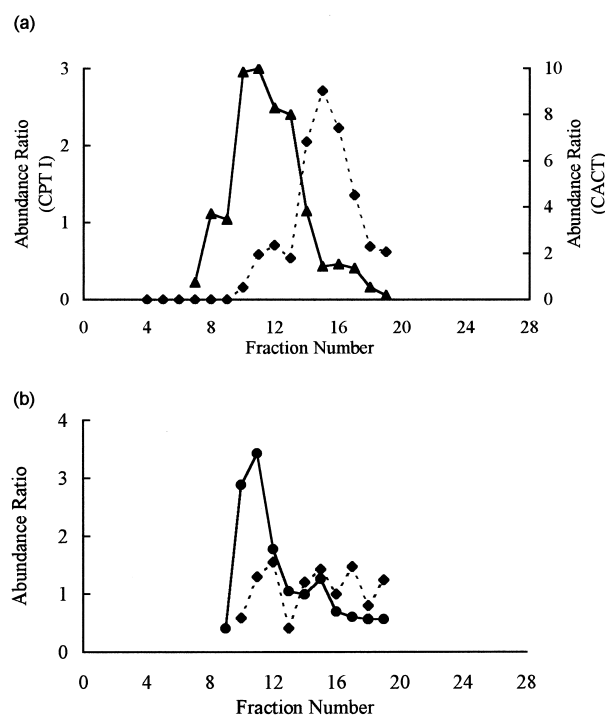 (a)
3
2
1
0
Abundance Ratio
(CPT I)
10
8
6
4
2
0
Abundance Ratio
(CACT)
0 4 8 12 16 20 24 28
Fraction Number
(b)
4
3
2
1
0
Abundance Ratio
0 4 8 12 16 20 24 28
Fraction Number